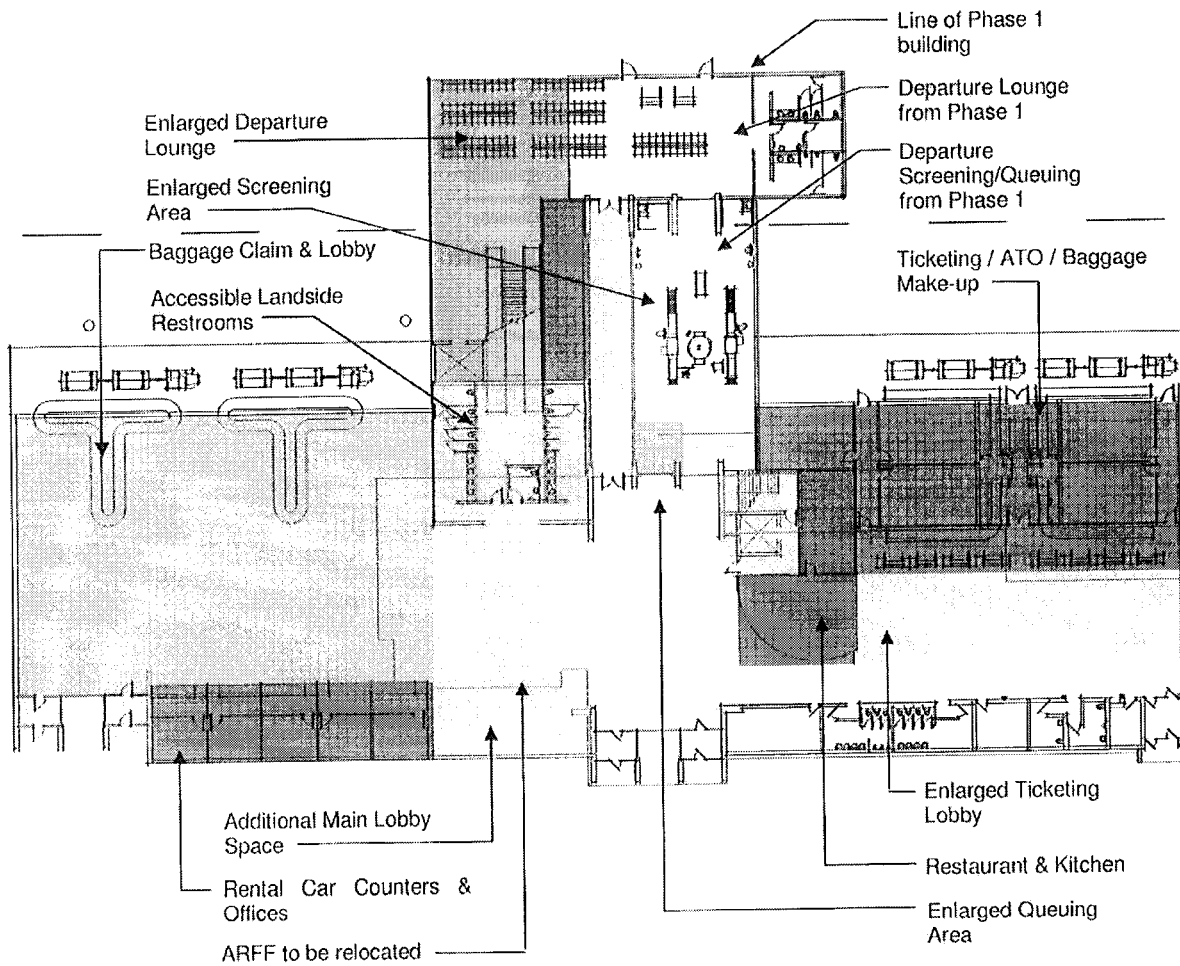 Line of Phase 1
building
Departure Lounge
from Phase 1
Departure
Screening/Queuing
from Phase 1
Ticketing / ATO / Baggage
Make-up
Enlarged Departure
Lounge
Enlarged Screening
Area
Baggage Claim & Lobby
Accessible Landside
Restrooms
Additional Main Lobby
Space
Rental Car Counters &
Offices
ARFF to be relocated
Enlarged Ticketing
Lobby
Restaurant & Kitchen
Enlarged Queuing
Area